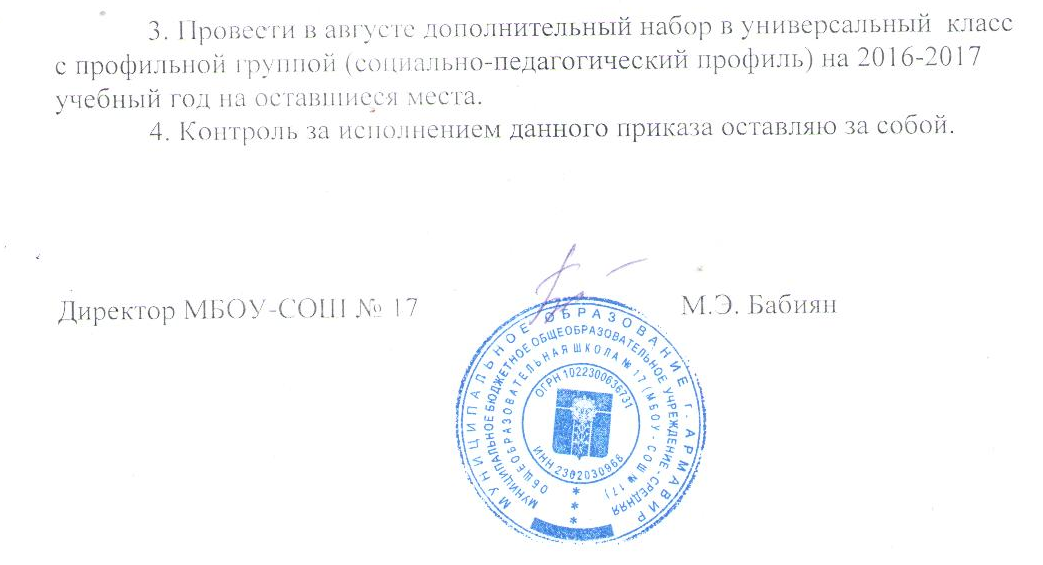 3. Провести в августе дополнительный набор в универсальный класс
с профильной группой (социально-педагогический профиль) на 2016-2017
учебный год на оставшиеся места.
4. Контроль за исполнением данного приказа оставляю за собой.
Директор МБОУ-СОШ № 17
М.Э. Бабиян
МУНИЦИПАЛЬНОЕ ОБРАЗОВАНИЕ г. АРМАВИР
МУНИЦИПАЛЬНОЕ БЮДЖЕТНОЕ ОБЩЕОБРАЗОВАТЕЛЬНОЕ УЧРЕЖДЕНИЕ-СРЕДНЯЯ
ОБЩЕОБРАЗОВАТЕЛЬНАЯ ШКОЛА № 17 (МБОУ-СОШ № 17)
ОГРН 1022300636731
ИНН 2302030966